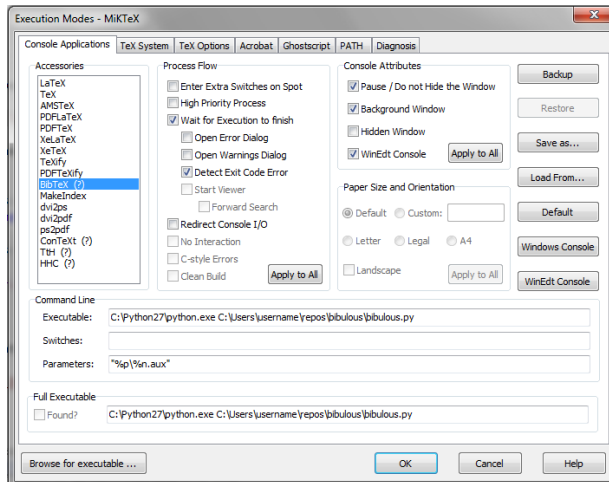 Execution Modes - MiKTeX
Console Applications TeX System TeX Options Acrobat Ghostscript PATH Diagnosis
Accessories
LaTeX
TeX
AMSTeX
PDFLaTeX
PDFTeX
XeLaTeX
XeTeX
TeXify
PDFTeXify
BibTeX (?)
MakeIndex
dvi2ps
dvi2pdf
ps2pdf
ConTeXt (?)
TtH (?)
HHC (?)
Process Flow
Enter Extra Switches on Spot
High Priority Process
Wait for Execution to finish
Open Error Dialog
Open Warnings Dialog
Detect Exit Code Error
Start Viewer
Forward Search
Redirect Console I/O
No Interaction
C-style Errors
Clean Build
Apply to All
Console Attributes
Pause / Do not Hide the Window
Background Window
Hidden Window
WinEdt Console Apply to All
Paper Size and Orientation
Default Custom:
Letter Legal A4
Landscape Apply to All
Backup
Restore
Save as...
Load From...
Default
Windows Console
WinEdt Console
Command Line
Executable: C:\Python27\python.exe C:\Users\username\repos\bibulous\bibulous.py
Switches:
Parameters: "%p\%n.aux"
Full Executable
Found? C:\Python27\python.exe C:\Users\username\repos\bibulous\bibulous.py
Browse for executable ... OK Cancel Help